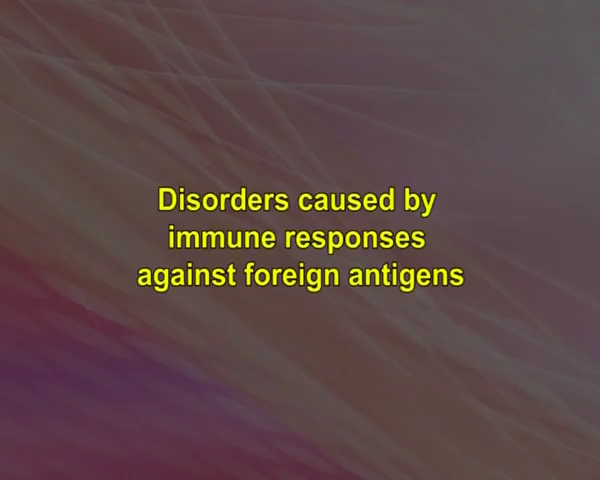 Disorders caused by
immune responses
against foreign antigens